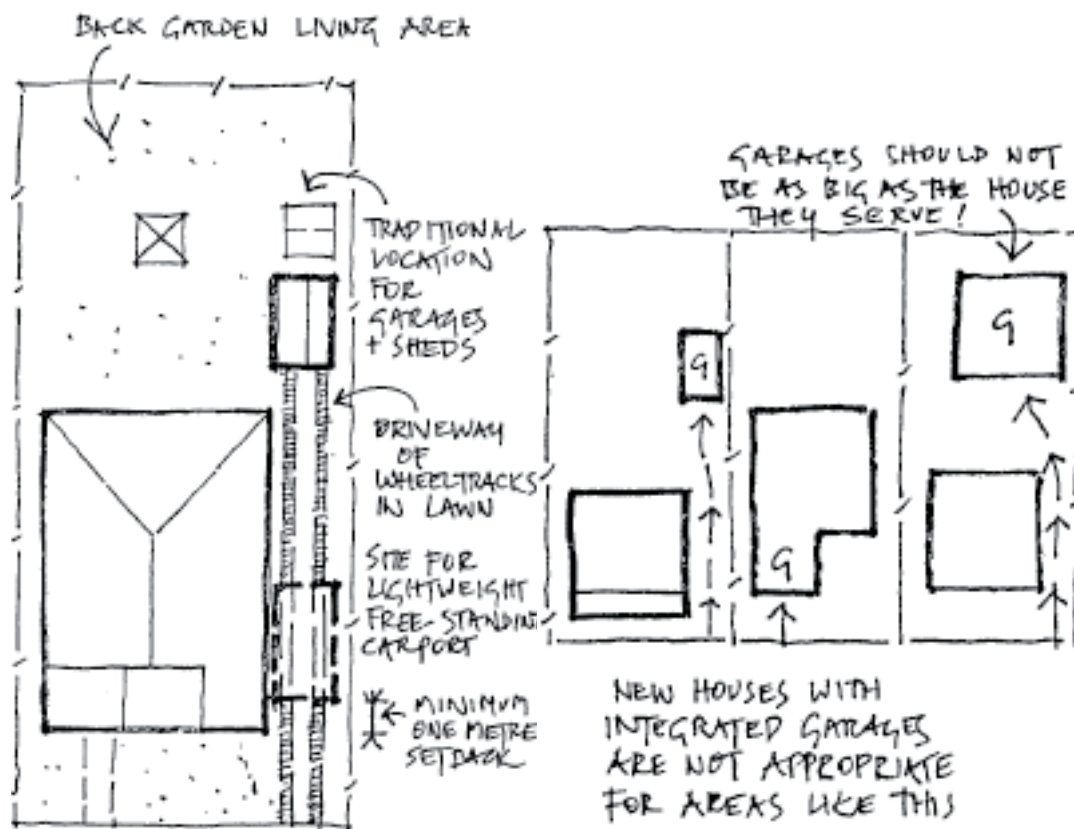 BACK GARDEN LIVING AREA
TRADITIONAL
LOCATION
FOR
GARAGES
+ SHEDS
DRIVEWAY
OF
WHEELTRACKS
IN LAWN
SITE FOR
LIGHTWEIGHT
FREE-STANDIN
CARPORT
MINIMUM
ONE METRE
SETBACK
GARAGES SHOULD NOT
BE AS BIG AS THE HOUSE
THEY SERVE!
G
G
G
NEW HOUSES WITH
INTEGRATED GARAGES
ARE NOT APPROPRIATE
FOR AREAS LIKE THIS